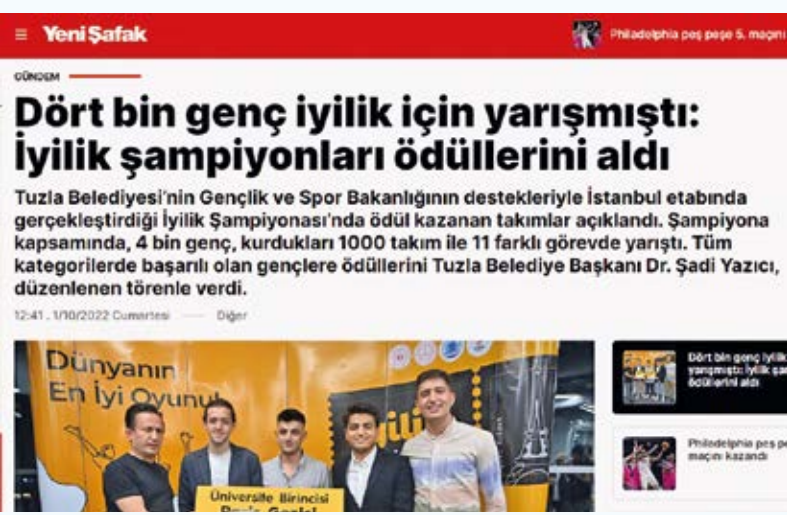 Yeni Şafak
Philadelphia peş peşe 5. maçını
GÜNDEM
Dört bin genç iyilik için yarışmıştı:
İyilik şampiyonları ödüllerini aldı
Tuzla Belediyesi'nin Gençlik ve Spor Bakanlığının destekleriyle İstanbul etabında
gerçekleştirdiği İyilik Şampiyonası'nda ödül kazanan takımlar açıklandı. Şampiyona
kapsamında, 4 bin genç, kurdukları 1000 takım ile 11 farklı görevde yarıştı. Tüm
kategorilerde başarılı olan gençlere ödüllerini Tuzla Belediye Başkanı Dr. Şadi Yazıcı,
düzenlenen törenle verdi.
12:41 . 1/10/2022 Cumartesi
Diğer
Dünyanın
En İyi Oyunu!
Üniversite Birincisi
Dört bin genç iyilik
yarışmıştı: İyilik şam
ödüllerini aldı
Philadelphia peş pe
maçını kazandı